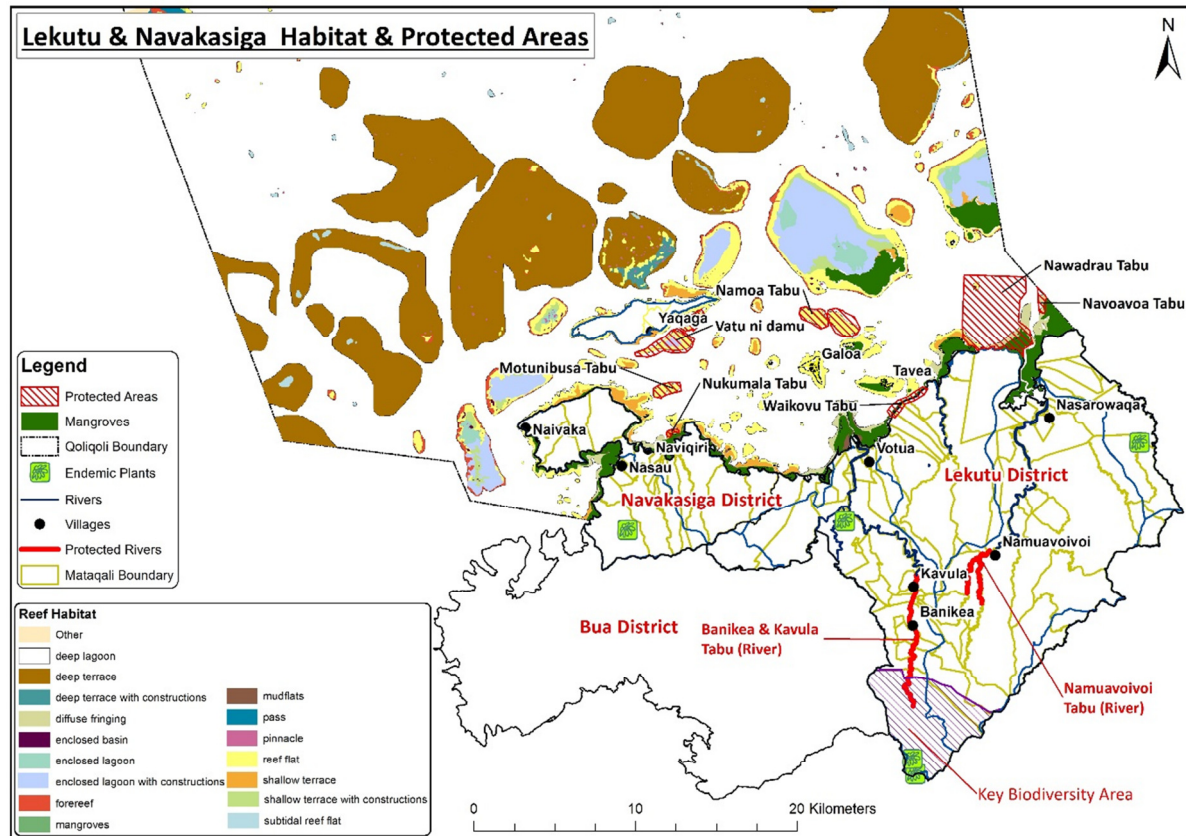 Lekutu & Navakasiga  Habitat & Protected Areas
N
Nawadrau Tabu
Namoa Tabu
Navoavoa Tabu
Yaqaga
Vatu ni damu
Galoa
Motunibusa Tabu
Tavea
Nukumala Tabu
Waikovu Tabu
Nasarowaqa
Naivaka
Naviqiri
Votua
Nasau
Lekutu District
Navakasiga District
Namuavoivoi
Kavula
Banikea
Bua District
Banikea & Kavula
Tabu (River)
Namuavoivoi
Tabu (River)
Key Biodiversity Area
Legend
Protected Areas
Mangroves
Qoliqoli Boundary
Endemic Plants
Rivers
Villages
Protected Rivers
Mataqali Boundary
Reef Habitat
Other
deep lagoon
deep terrace
deep terrace with constructions
diffuse fringing
enclosed basin
enclosed lagoon
enclosed lagoon with constructions
forereef
mangroves
mudflats
pass
pinnacle
reef flat
shallow terrace
shallow terrace with constructions
subtidal reef flat
0 10 20 Kilometers